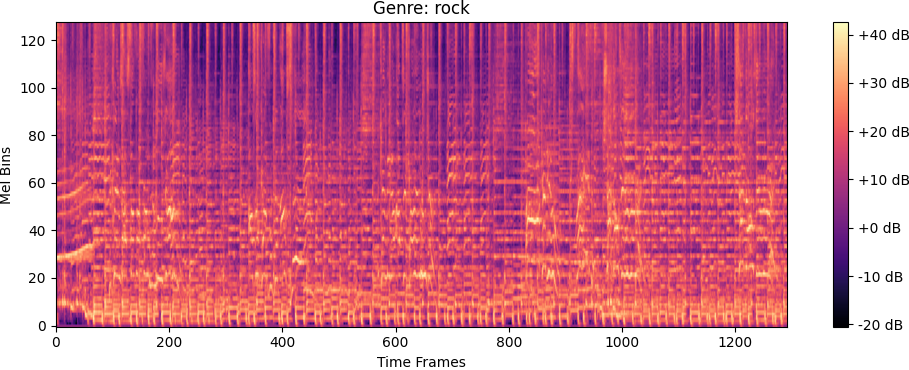 Genre: rock
120
100
80
60
40
20
0
Mel Bins
0 200 400 600 800 1000 1200
Time Frames
+40 dB
+30 dB
+20 dB
+10 dB
+0 dB
-10 dB
-20 dB